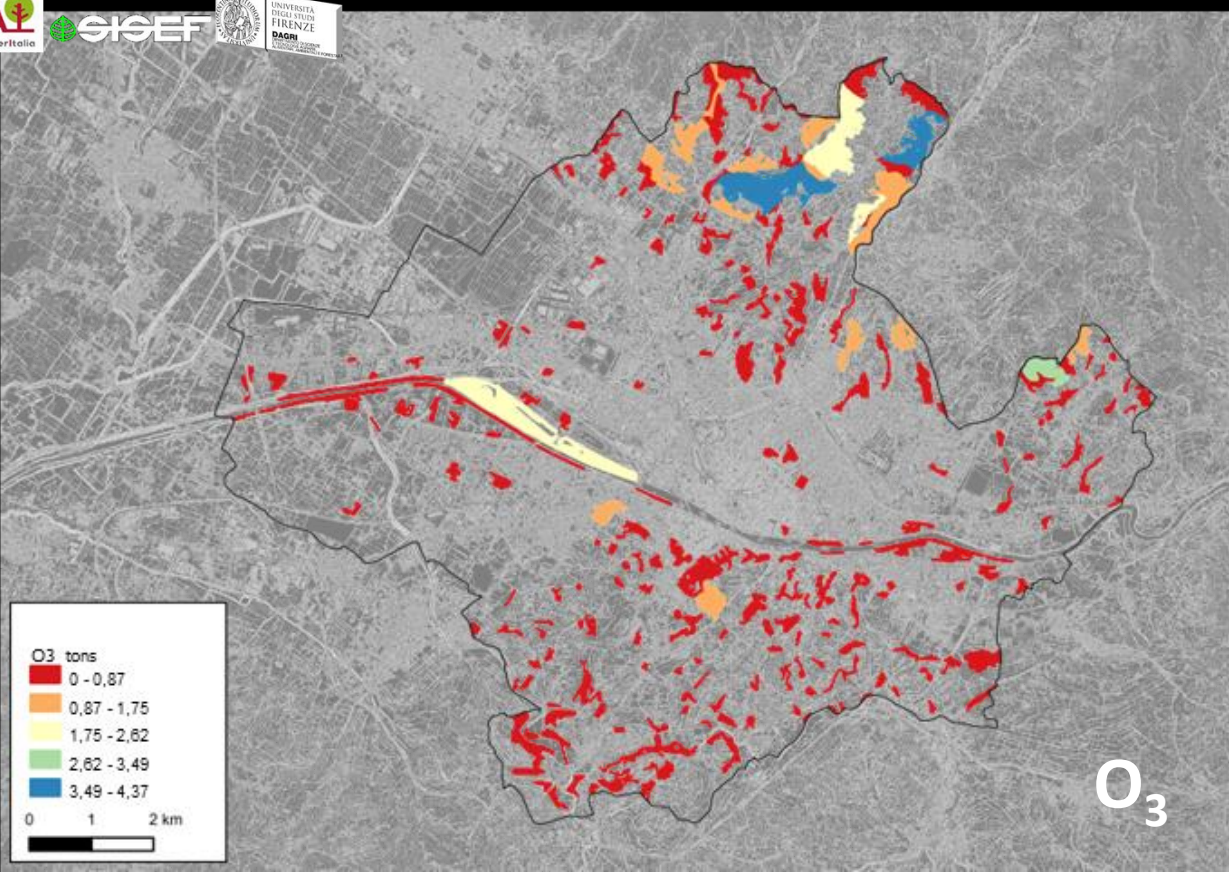 erItalia
SISEF
UNIVERSITÀ
DEGLI STUDI
FIRENZE
DAGRI
O3 tons
0 - 0,87
0,87 - 1,75
1,75 - 2,62
2,62 - 3,49
3,49 - 4,37
0 1 2 km
O₃